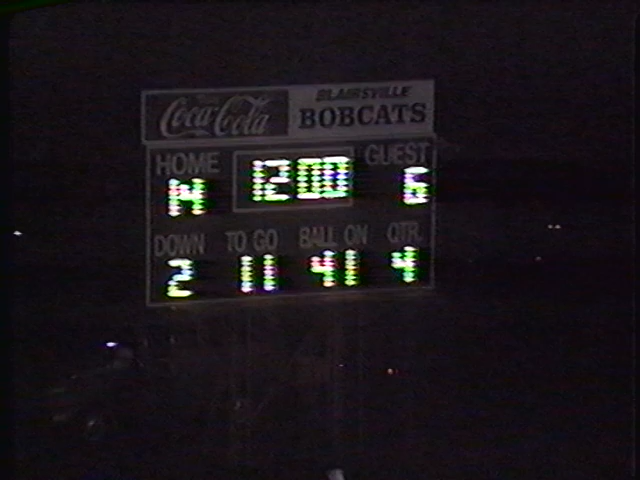 Coca-Cola
BLAIRSVILLE
BOBCATS
HOME GUEST
14 12:00 6
DOWN TO GO BALL ON QTR.
2 11 41 4